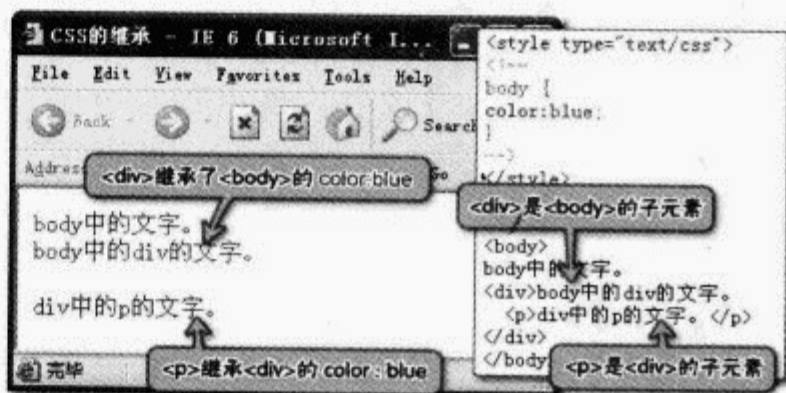 CSS的继承 - IE 6 (Microsoft I...
File Edit View Favorites Tools Help
Back Search
Address Go
<div>继承了<body>的 color:blue
body中的文字。
body中的div的文字。
div中的p的文字。
<p>继承<div>的 color : blue
完毕
<style type="text/css">
<!--
body {
color:blue;
}
-->
</style>
<div>是<body>的子元素
<body>
body中的文字。
<div>body中的div的文字。
<p>div中的p的文字。</p>
</div>
</body
<p>是<div>的子元素